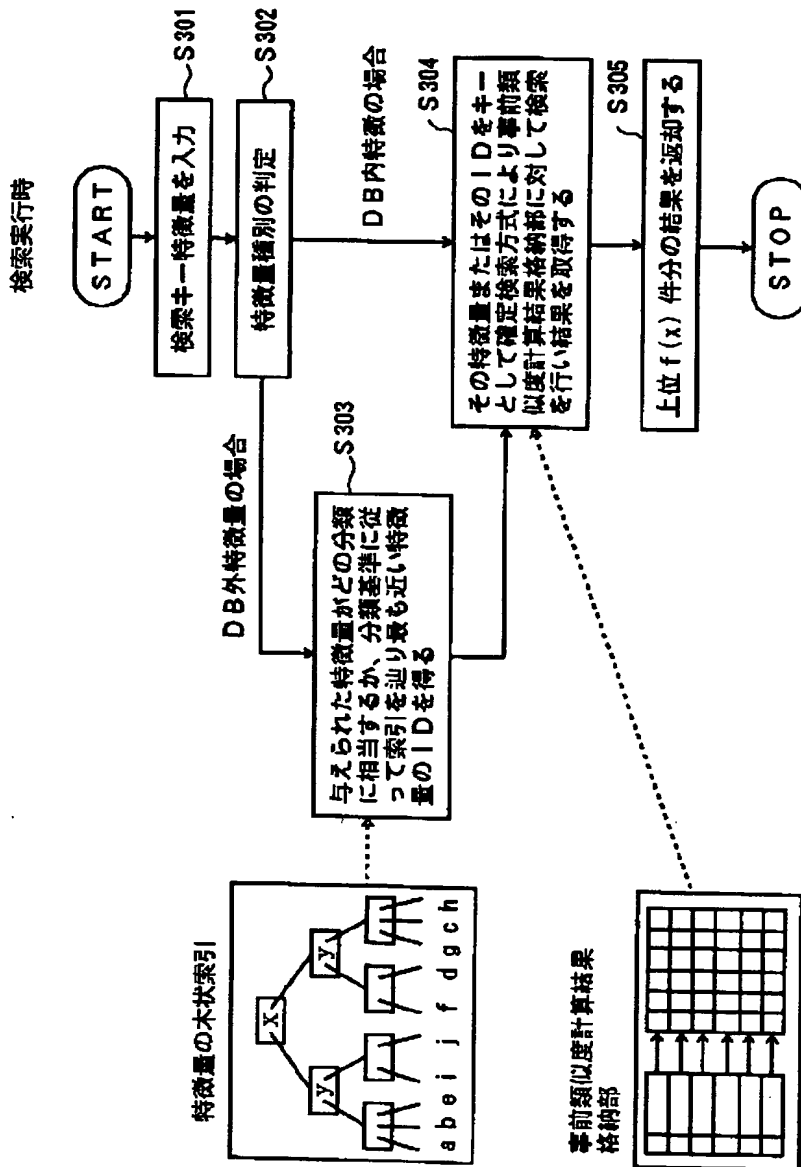 検索実行時
START
検索キー特徴量を入力
S301
特徴量種別の判定
S302
DB外特徴量の場合
DB内特徴の場合
S303
与えられた特徴量がどの分類
に相当するか、分類基準に従
って索引を辿り最も近い特徴
量のIDを得る
S304
その特徴量またはそのIDをキー
として確定検索方式により事前類
似度計算結果格納部に対して検索
を行い結果を取得する
S305
上位f(x)件分の結果を返却する
STOP
特徴量の木状索引
X
y
y
a b e i j f d g c h
事前類似度計算結果
格納部